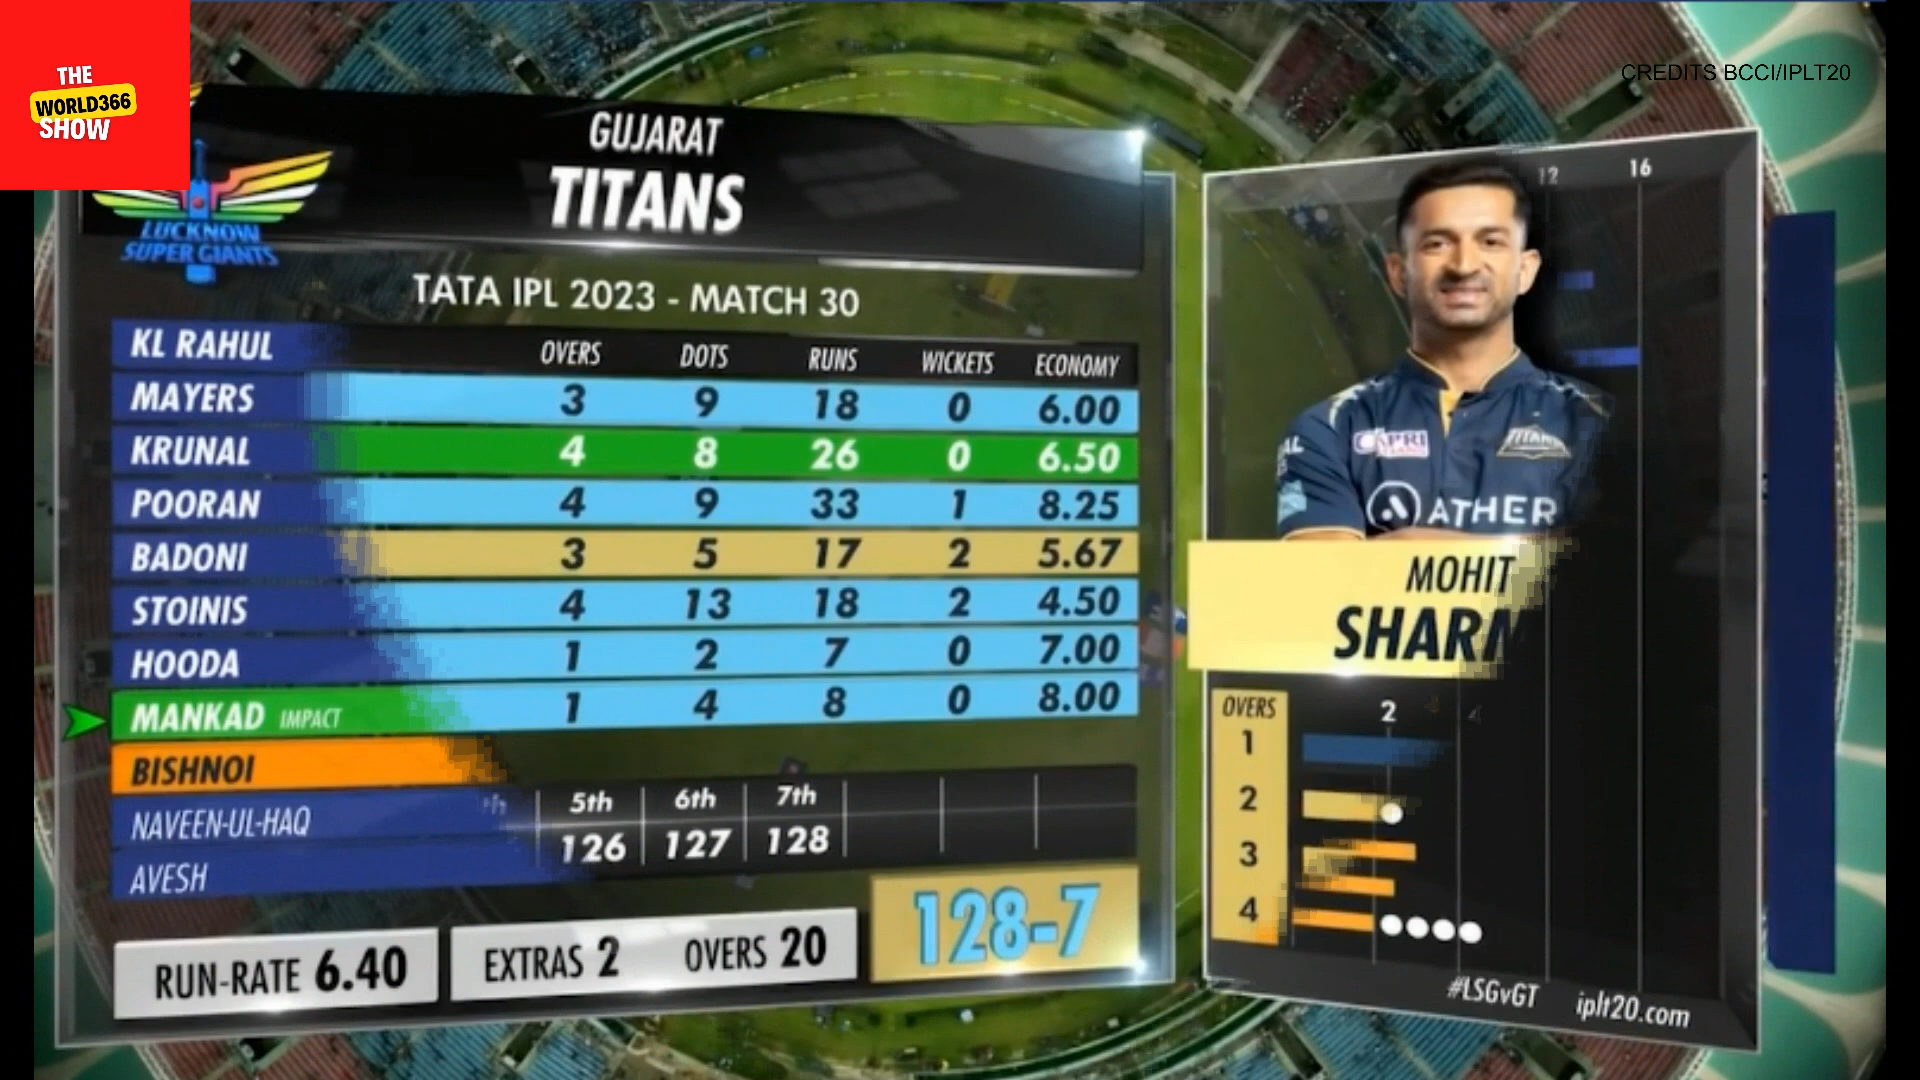 THE
WORLD366
SHOW
CREDITS BCCI/IPLT20
LUCKNOW
SUPER GIANTS
GUJARAT
TITANS
TATA IPL 2023 - MATCH 30
KL RAHUL OVERS DOTS RUNS WICKETS ECONOMY
MAYERS 3 9 18 0 6.00
KRUNAL 4 8 26 0 6.50
POORAN 4 9 33 1 8.25
BADONI 3 5 17 2 5.67
STOINIS 4 13 18 2 4.50
HOODA 1 2 7 0 7.00
MANKAD IMPACT 1 4 8 0 8.00
BISHNOI
NAVEEN-UL-HAQ 5th 6th 7th
126 127 128
AVESH
RUN-RATE 6.40 EXTRAS 2 OVERS 20 128-7
12 16
CAPRI TITANS
ATHER
MOHIT
SHARM
OVERS 2 4
1
2
3
4
#LSGvGT iplt20.com